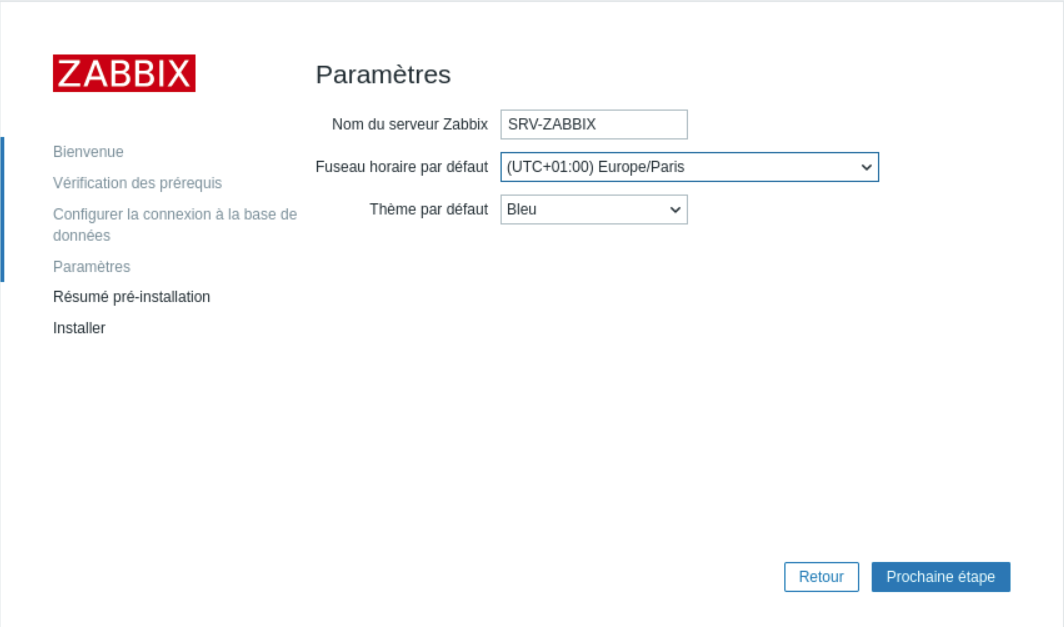 ZABBIX
Paramètres
Nom du serveur Zabbix SRV-ZABBIX
Fuseau horaire par défaut (UTC+01:00) Europe/Paris
Thème par défaut Bleu
Bienvenue
Vérification des prérequis
Configurer la connexion à la base de
données
Paramètres
Résumé pré-installation
Installer
Retour Prochaine étape